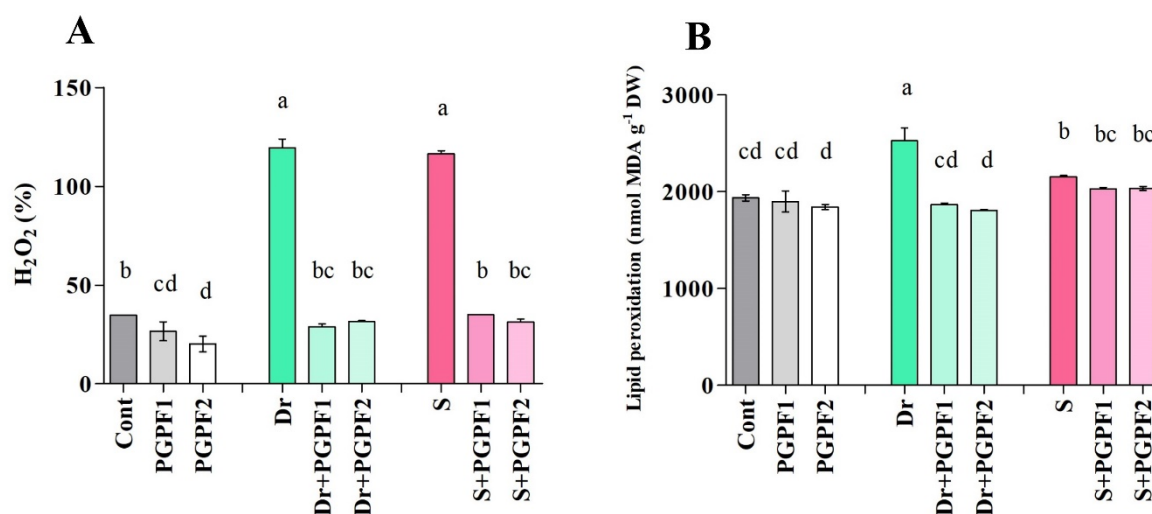 A
H₂O₂ (%)
150
100
50
0
b
cd
d
a
bc
bc
a
b
bc
Cont
PGPF1
PGPF2
Dr
Dr+PGPF1
Dr+PGPF2
S
S+PGPF1
S+PGPF2
B
Lipid peroxidation (nmol MDA g⁻¹ DW)
3000
2000
1000
0
cd
cd
d
a
cd
d
b
bc
bc
Cont
PGPF1
PGPF2
Dr
Dr+PGPF1
Dr+PGPF2
S
S+PGPF1
S+PGPF2